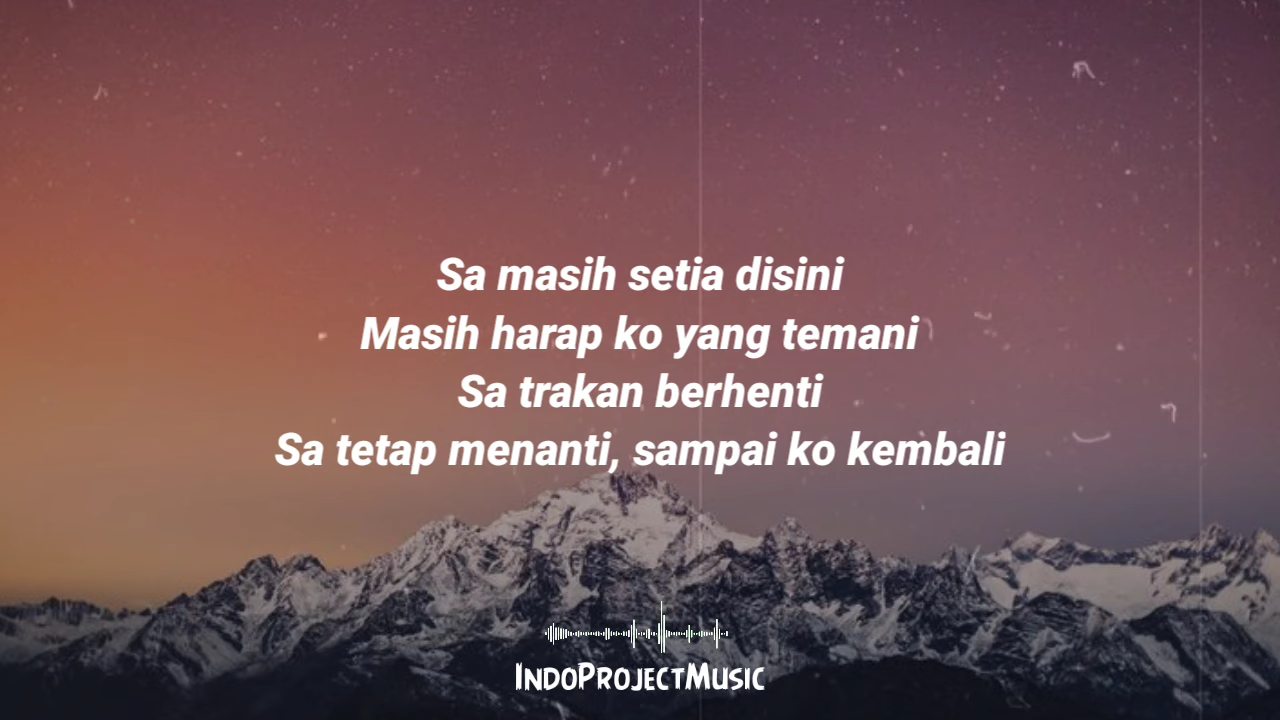 Sa masih setia disini
Masih harap ko yang temani
Sa trakan berhenti
Sa tetap menanti, sampai ko kembali
IndoProjectMusic